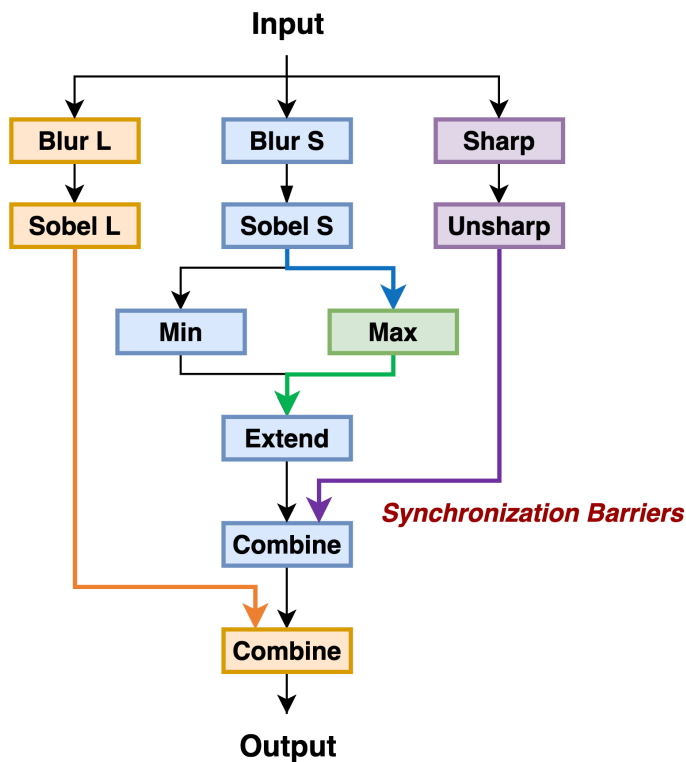 Input
Blur L
Blur S
Sharp
Sobel L
Sobel S
Unsharp
Min
Max
Extend
Synchronization Barriers
Combine
Combine
Output